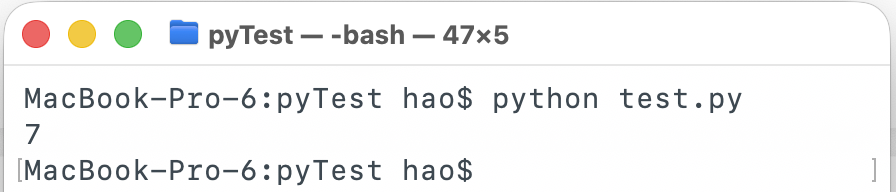 pyTest — -bash — 47×5
MacBook-Pro-6:pyTest hao$ python test.py
7
[MacBook-Pro-6:pyTest hao$ ]